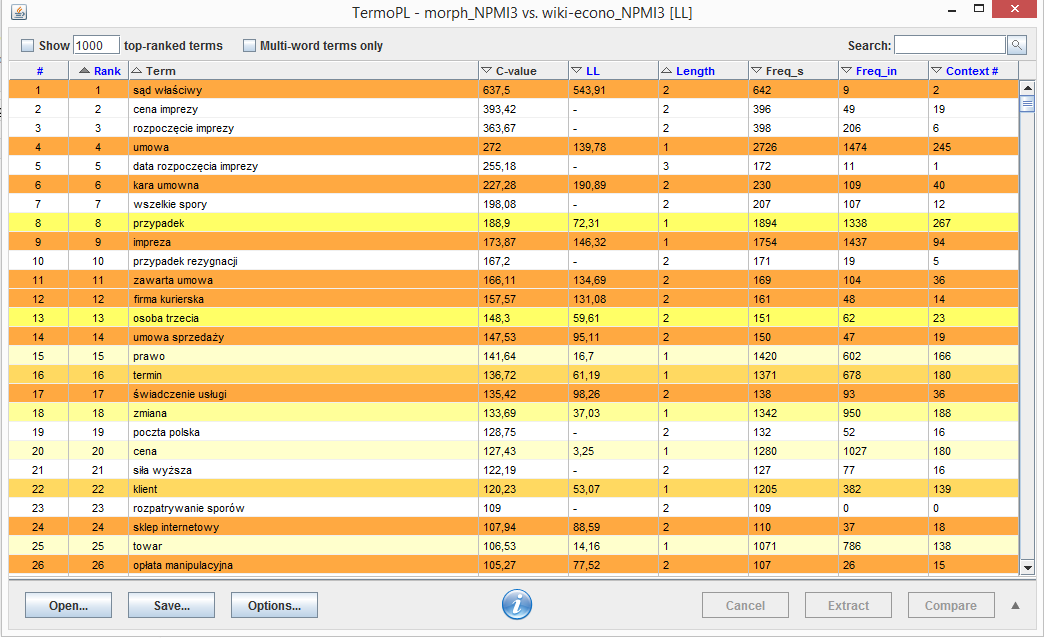 TermoPL - morph_NPMI3 vs. wiki-econo_NPMI3 [LL]
Show 1000 top-ranked terms Multi-word terms only Search:
# Rank Term C-value LL Length Freq_s Freq_in Context #
1 1 sąd właściwy 637,5 543,91 2 642 9 2
2 2 cena imprezy 393,42 - 2 396 49 19
3 3 rozpoczęcie imprezy 363,67 - 2 398 206 6
4 4 umowa 272 139,78 1 2726 1474 245
5 5 data rozpoczęcia imprezy 255,18 - 3 172 11 1
6 6 kara umowna 227,28 190,89 2 230 109 40
7 7 wszelkie spory 198,08 - 2 207 107 12
8 8 przypadek 188,9 72,31 1 1894 1338 267
9 9 impreza 173,87 146,32 1 1754 1437 94
10 10 przypadek rezygnacji 167,2 - 2 171 19 5
11 11 zawarta umowa 166,11 134,69 2 169 104 36
12 12 firma kurierska 157,57 131,08 2 161 48 14
13 13 osoba trzecia 148,3 59,61 2 151 62 23
14 14 umowa sprzedaży 147,53 95,11 2 150 47 19
15 15 prawo 141,64 16,7 1 1420 602 166
16 16 termin 136,72 61,19 1 1371 678 180
17 17 świadczenie usługi 135,42 98,26 2 138 93 36
18 18 zmiana 133,69 37,03 1 1342 950 188
19 19 poczta polska 128,75 - 2 132 52 16
20 20 cena 127,43 3,25 1 1280 1027 180
21 21 siła wyższa 122,19 - 2 127 77 16
22 22 klient 120,23 53,07 1 1205 382 139
23 23 rozpatrywanie sporów 109 - 2 109 0 0
24 24 sklep internetowy 107,94 88,59 2 110 37 18
25 25 towar 106,53 14,16 1 1071 786 138
26 26 opłata manipulacyjna 105,27 77,52 2 107 26 15
Open... Save... Options... i Cancel Extract Compare